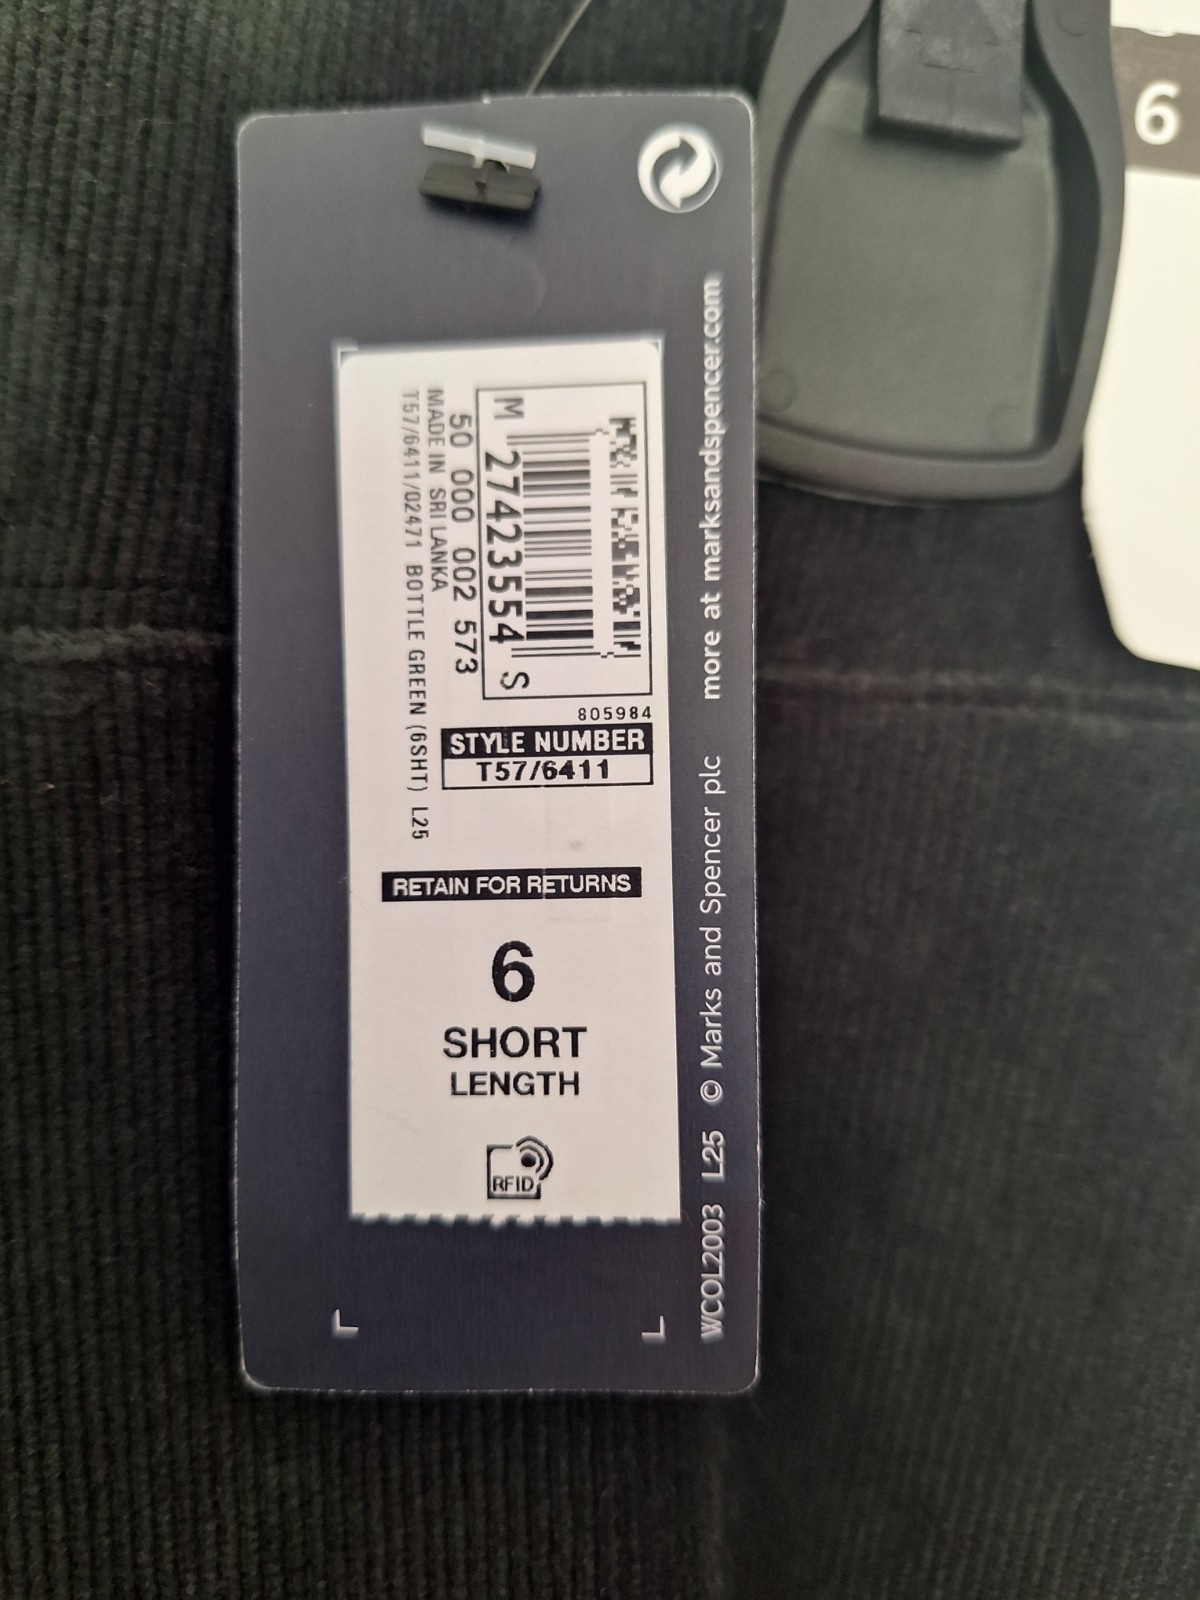 6
M 27423554 S
50 000 002 573
MADE IN SRI LANKA
T57/6411/02471 BOTTLE GREEN (6SHT) L25
805984
STYLE NUMBER
T57/6411
RETAIN FOR RETURNS
6
SHORT
LENGTH
RFID
WCOL2003 L25 © Marks and Spencer plc more at marksandspencer.com